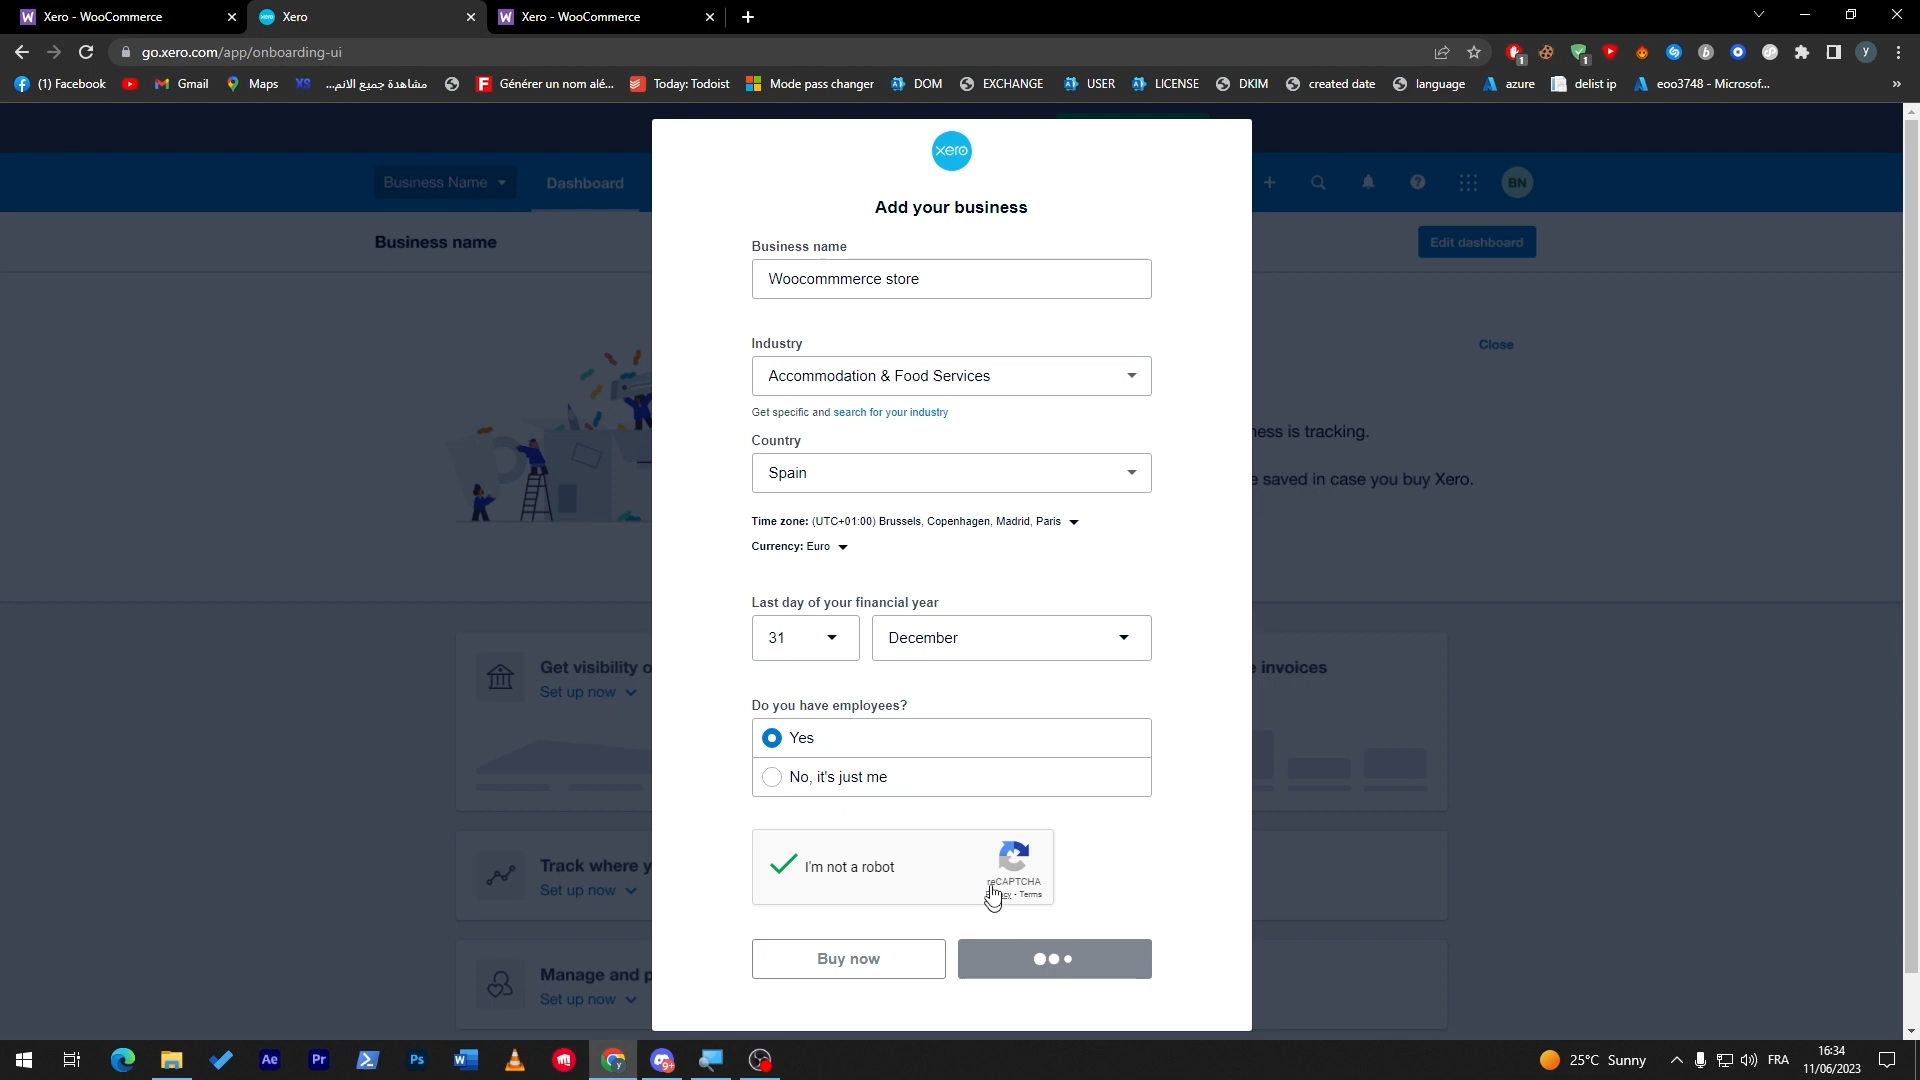 Xero - WooCommerce
Xero
Xero - WooCommerce
go.xero.com/app/onboarding-ui
(1) Facebook
Gmail
Maps
مشاهدة جميع الانم...
Générer un nom alé...
Today: Todoist
Mode pass changer
DOM
EXCHANGE
USER
LICENSE
DKIM
created date
language
azure
delist ip
eoo3748 - Microsof...
Business Name
Dashboard
BN
Business name
Edit dashboard
xero
Add your business
Business name
Woocommmerce store
Industry
Accommodation & Food Services
Get specific and search for your industry
Country
Spain
Time zone: (UTC+01:00) Brussels, Copenhagen, Madrid, Paris
Currency: Euro
Last day of your financial year
31
December
Do you have employees?
Yes
No, it's just me
I'm not a robot
reCAPTCHA
- Terms
Buy now
Close
ness is tracking.
e saved in case you buy Xero.
Get visibility o
Set up now
e invoices
Track where y
Set up now
Manage and p
Set up now
Ae
Pr
Ps
9+
25°C Sunny
FRA
16:34
11/06/2023